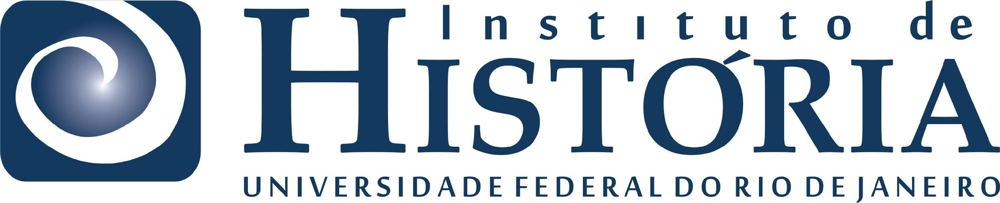 Instituto de
HISTÓRIA
UNIVERSIDADE FEDERAL DO RIO DE JANEIRO